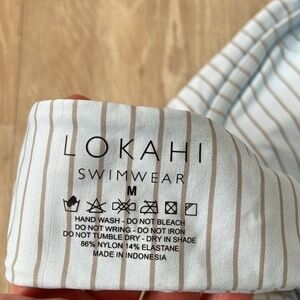 LOKAHI
SWIMWEAR
M
HAND WASH - DO NOT BLEACH
DO NOT WRING - DO NOT IRON
DO NOT TUMBLE DRY - DRY IN SHADE
86% NYLON 14% ELASTANE
MADE IN INDONESIA